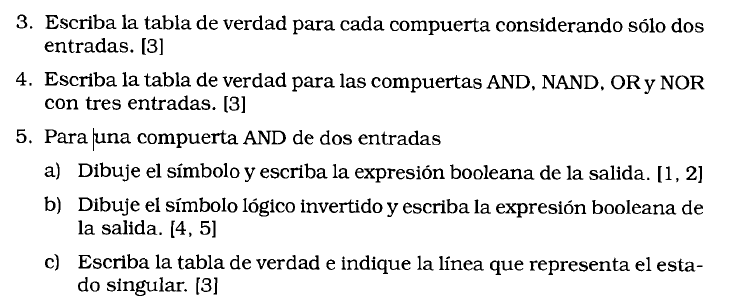 3. Escriba la tabla de verdad para cada compuerta considerando sólo dos
entradas. [3]
4. Escriba la tabla de verdad para las compuertas AND, NAND, OR y NOR
con tres entradas. [3]
5. Para una compuerta AND de dos entradas
a) Dibuje el símbolo y escriba la expresión booleana de la salida. [1, 2]
b) Dibuje el símbolo lógico invertido y escriba la expresión booleana de
la salida. [4, 5]
c) Escriba la tabla de verdad e indique la línea que representa el esta-
do singular. [3]